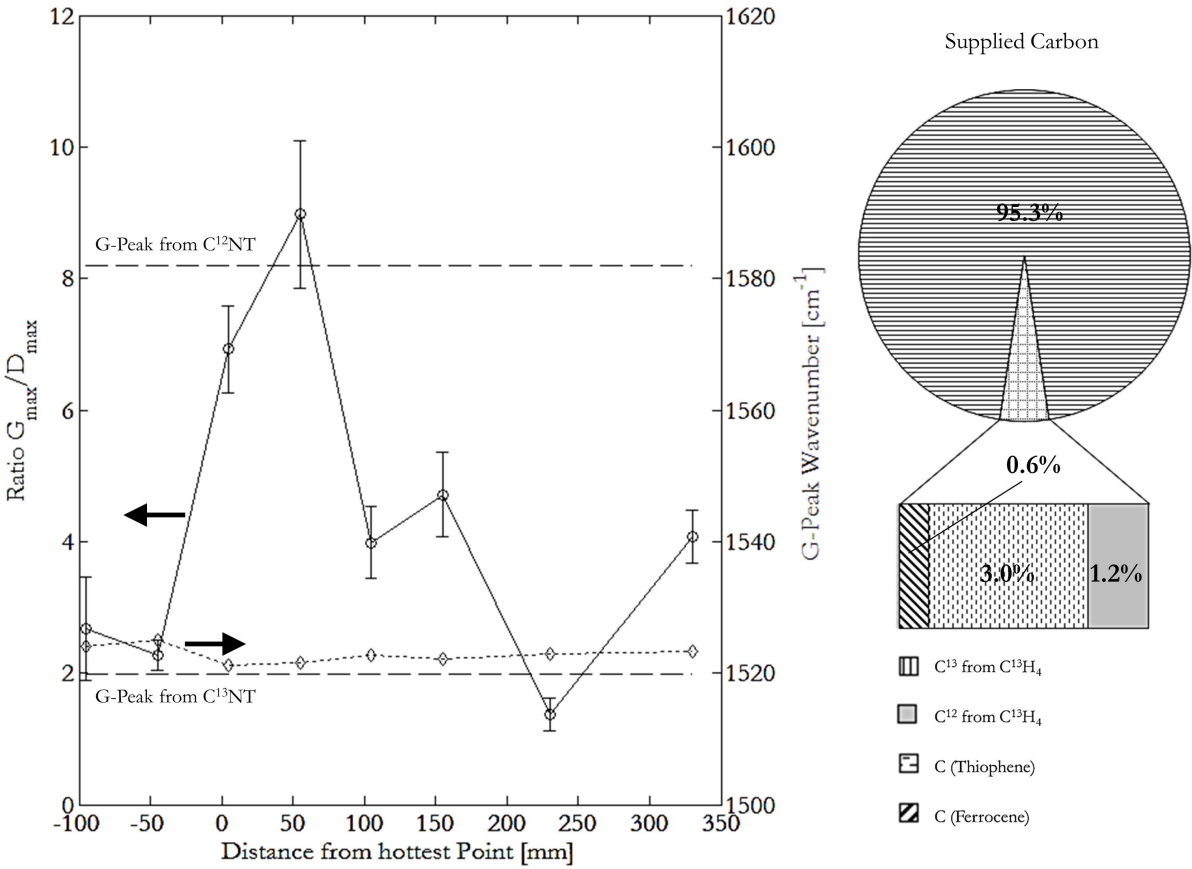 Supplied Carbon
12
10
8
6
4
2
0
Ratio G_max/D_max
1620
1600
1580
1560
1540
1520
1500
G-Peak Wavenumber [cm⁻¹]
G-Peak from C¹²NT
G-Peak from C¹³NT
-100 -50 0 50 100 150 200 250 300 350
Distance from hottest Point [mm]
95.3%
0.6%
3.0%
1.2%
C¹³ from C¹³H₄
C¹² from C¹³H₄
C (Thiophene)
C (Ferrocene)